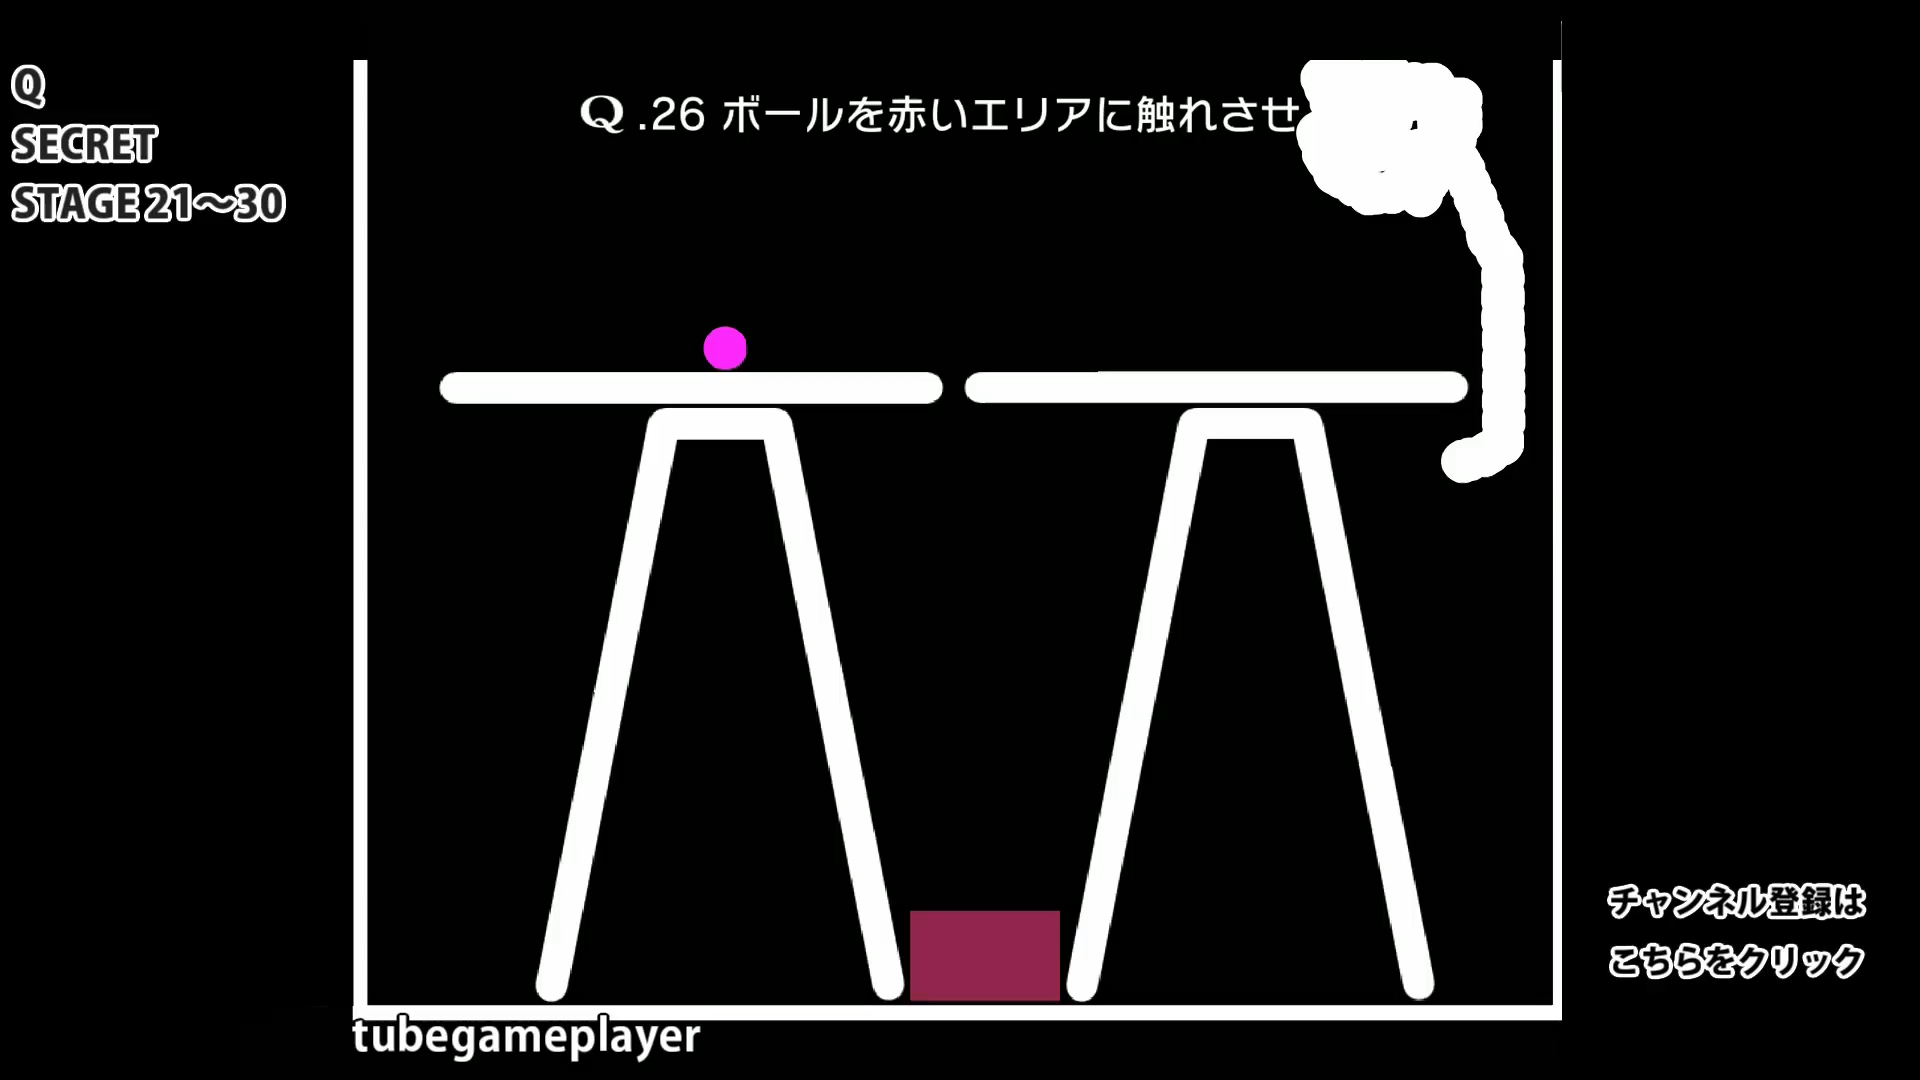 Q
SECRET
STAGE 21～30
Q.26 ボールを赤いエリアに触れさせ
チャンネル登録は
こちらをクリック
tubegameplayer